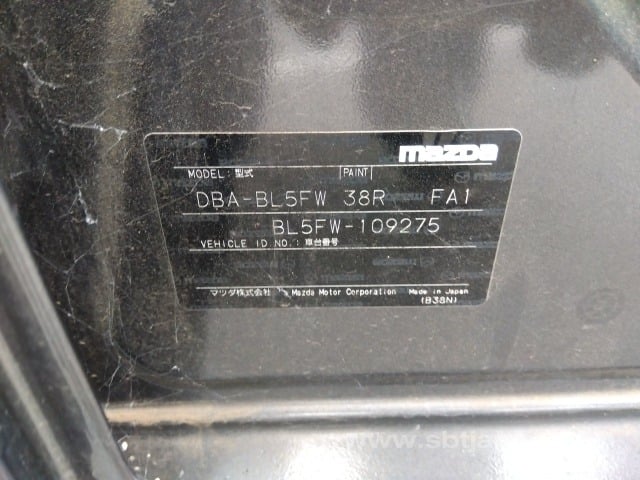 mazda
MODEL: 型式 PAINT
DBA-BL5FW 38R FA1
BL5FW-109275
VEHICLE ID NO.: 車台番号
マツダ株式会社 Mazda Motor Corporation Made in Japan
(B38N)